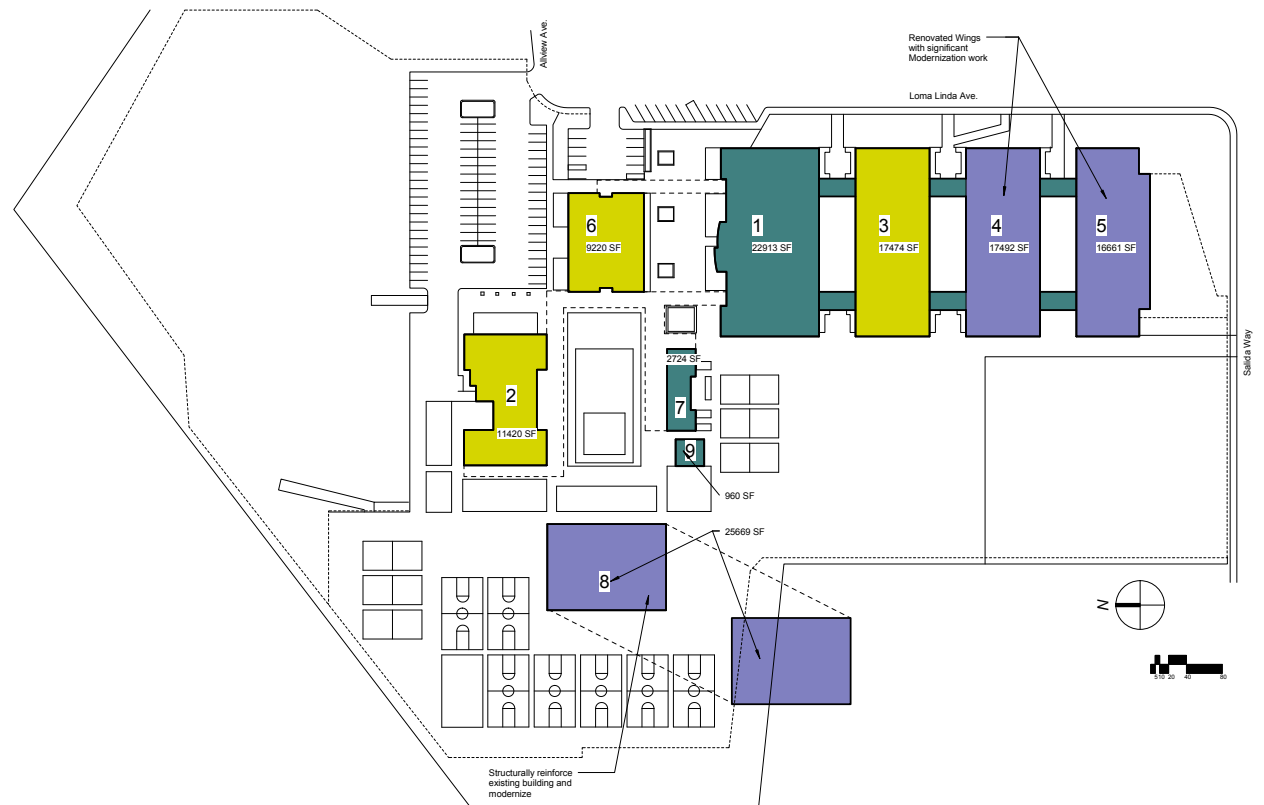 Allview Ave.
Renovated Wings
with significant
Modernization work
Loma Linda Ave.
6
9220 SF
1
22913 SF
3
17474 SF
4
17492 SF
5
16661 SF
Salida Way
2724 SF
7
2
11420 SF
9
960 SF
25669 SF
8
N
5 10 20 40 80
Structurally reinforce
existing building and
modernize